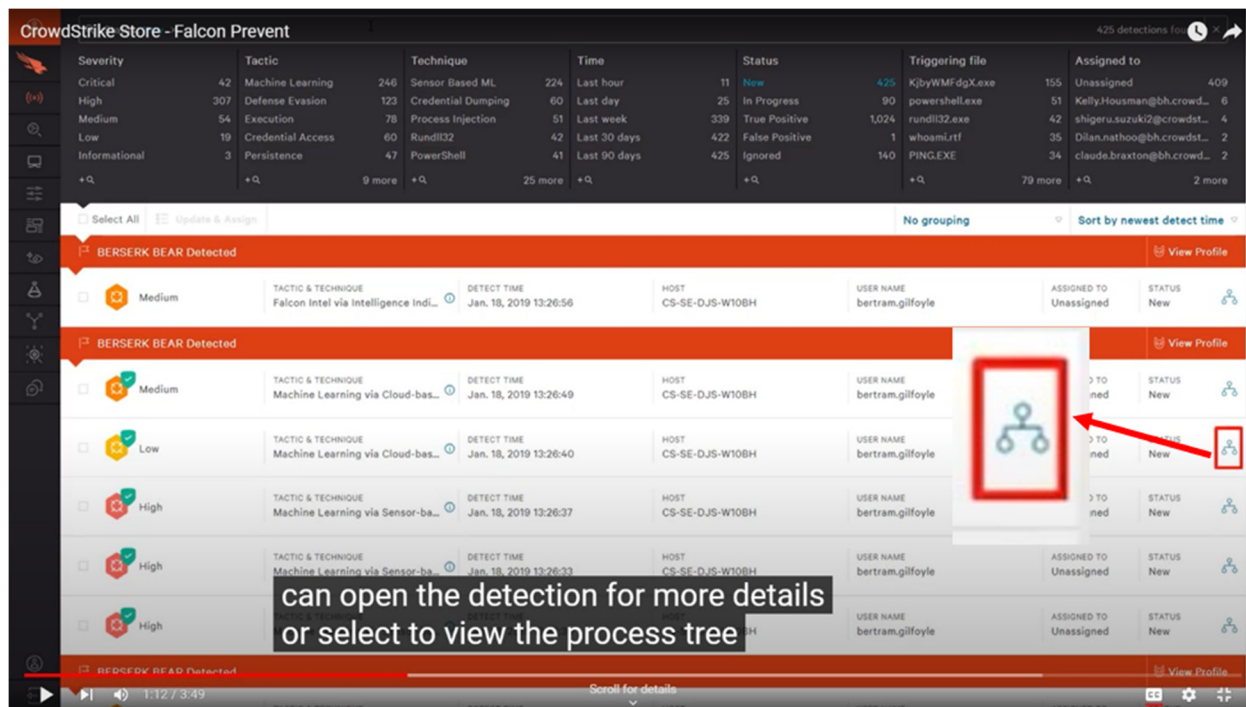 CrowdStrike Store - Falcon Prevent
425 detections fou
Severity Tactic Technique Time Status Triggering file Assigned to
Critical 42 Machine Learning 246 Sensor Based ML 224 Last hour 11 New 425 KjbyWMFdgX.exe 155 Unassigned 409
High 307 Defense Evasion 123 Credential Dumping 60 Last day 25 In Progress 90 powershell.exe 51 Kelly.Housman@bh.crowd... 6
Medium 54 Execution 78 Process Injection 51 Last week 339 True Positive 1,024 rundll32.exe 42 shigeru.suzuki2@crowdst... 4
Low 19 Credential Access 60 Rundll32 42 Last 30 days 422 False Positive 1 whoami.rtf 35 Dilan.nathoo@bh.crowdst... 2
Informational 3 Persistence 47 PowerShell 41 Last 90 days 425 Ignored 140 PING.EXE 34 claude.braxton@bh.crowd... 2
9 more 25 more 79 more 2 more
Select All Update & Assign No grouping Sort by newest detect time
BERSERK BEAR Detected View Profile
TACTIC & TECHNIQUE DETECT TIME HOST USER NAME ASSIGNED TO STATUS
Medium Falcon Intel via Intelligence Indi... Jan. 18, 2019 13:26:56 CS-SE-DJS-W10BH bertram.gilfoyle Unassigned New
BERSERK BEAR Detected View Profile
TACTIC & TECHNIQUE DETECT TIME HOST USER NAME TO STATUS
Medium Machine Learning via Cloud-bas... Jan. 18, 2019 13:26:49 CS-SE-DJS-W10BH bertram.gilfoyle ned New
TACTIC & TECHNIQUE DETECT TIME HOST USER NAME TO STATUS
Low Machine Learning via Cloud-bas... Jan. 18, 2019 13:26:40 CS-SE-DJS-W10BH bertram.gilfoyle ned New
TACTIC & TECHNIQUE DETECT TIME HOST USER NAME TO STATUS
High Machine Learning via Sensor-ba... Jan. 18, 2019 13:26:37 CS-SE-DJS-W10BH bertram.gilfoyle ned New
TACTIC & TECHNIQUE DETECT TIME HOST USER NAME ASSIGNED TO STATUS
High Machine Learning via Sensor-ba... Jan. 18, 2019 13:26:33 CS-SE-DJS-W10BH bertram.gilfoyle Unassigned New
can open the detection for more details
USER NAME ASSIGNED TO STATUS
High bertram.gilfoyle Unassigned New
or select to view the process tree
BERSERK BEAR Detected View Profile
1:12 / 3:49 Scroll for details CC